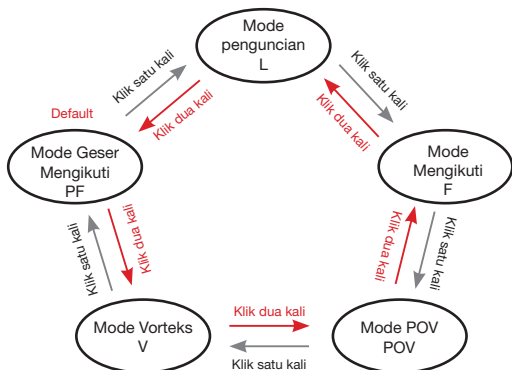 Mode
penguncian
L
Klik satu kali
Klik dua kali
Klik satu kali
Klik dua kali
Default
Mode Geser
Mengikuti
PF
Mode
Mengikuti
F
Klik satu kali
Klik dua kali
Klik dua kali
Klik satu kali
Mode Vorteks
V
Klik dua kali
Klik satu kali
Mode POV
POV